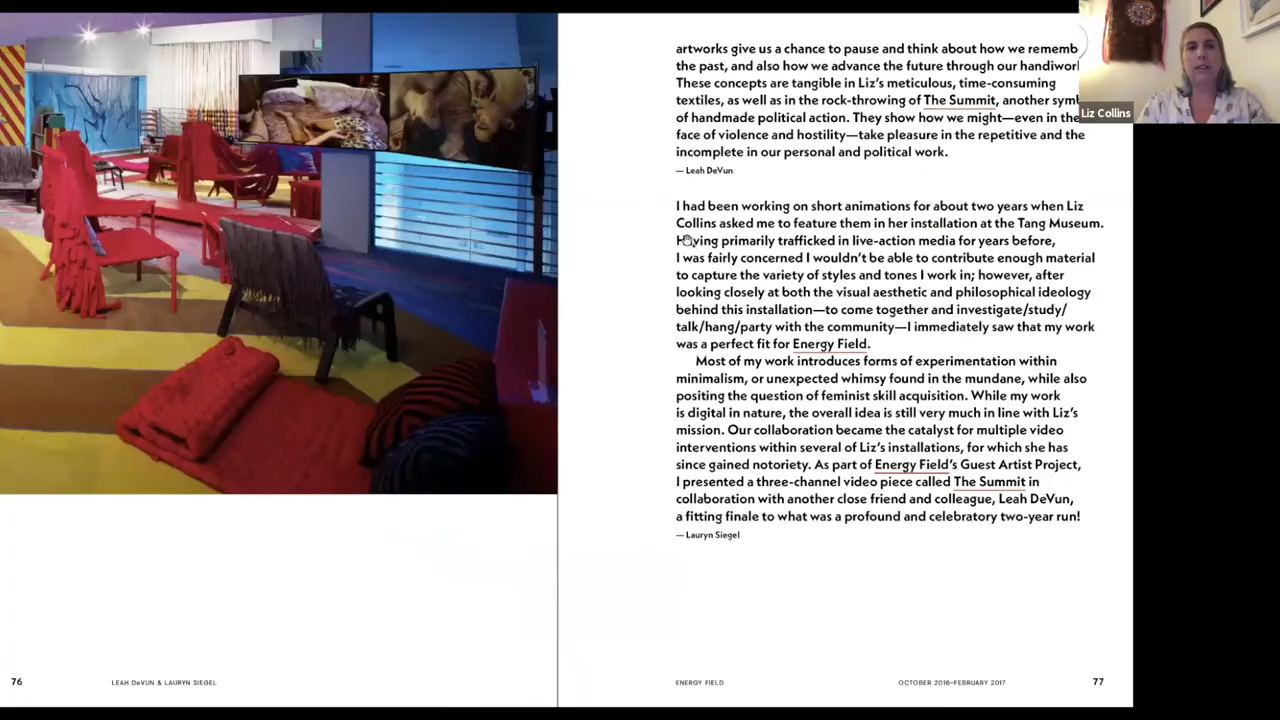 artworks give us a chance to pause and think about how we rememb
the past, and also how we advance the future through our handiwor
These concepts are tangible in Liz's meticulous, time-consuming
textiles, as well as in the rock-throwing of The Summit, another sym
of handmade political action. They show how we might—even in the
face of violence and hostility—take pleasure in the repetitive and the
incomplete in our personal and political work.
— Leah DeVun
I had been working on short animations for about two years when Liz
Collins asked me to feature them in her installation at the Tang Museum.
Having primarily trafficked in live-action media for years before,
I was fairly concerned I wouldn't be able to contribute enough material
to capture the variety of styles and tones I work in; however, after
looking closely at both the visual aesthetic and philosophical ideology
behind this installation—to come together and investigate/study/
talk/hang/party with the community—I immediately saw that my work
was a perfect fit for Energy Field.
Most of my work introduces forms of experimentation within
minimalism, or unexpected whimsy found in the mundane, while also
positing the question of feminist skill acquisition. While my work
is digital in nature, the overall idea is still very much in line with Liz's
mission. Our collaboration became the catalyst for multiple video
interventions within several of Liz's installations, for which she has
since gained notoriety. As part of Energy Field's Guest Artist Project,
I presented a three-channel video piece called The Summit in
collaboration with another close friend and colleague, Leah DeVun,
a fitting finale to what was a profound and celebratory two-year run!
— Lauryn Siegel
76
LEAH DeVUN & LAURYN SIEGEL
ENERGY FIELD
OCTOBER 2016–FEBRUARY 2017
77
Liz Collins